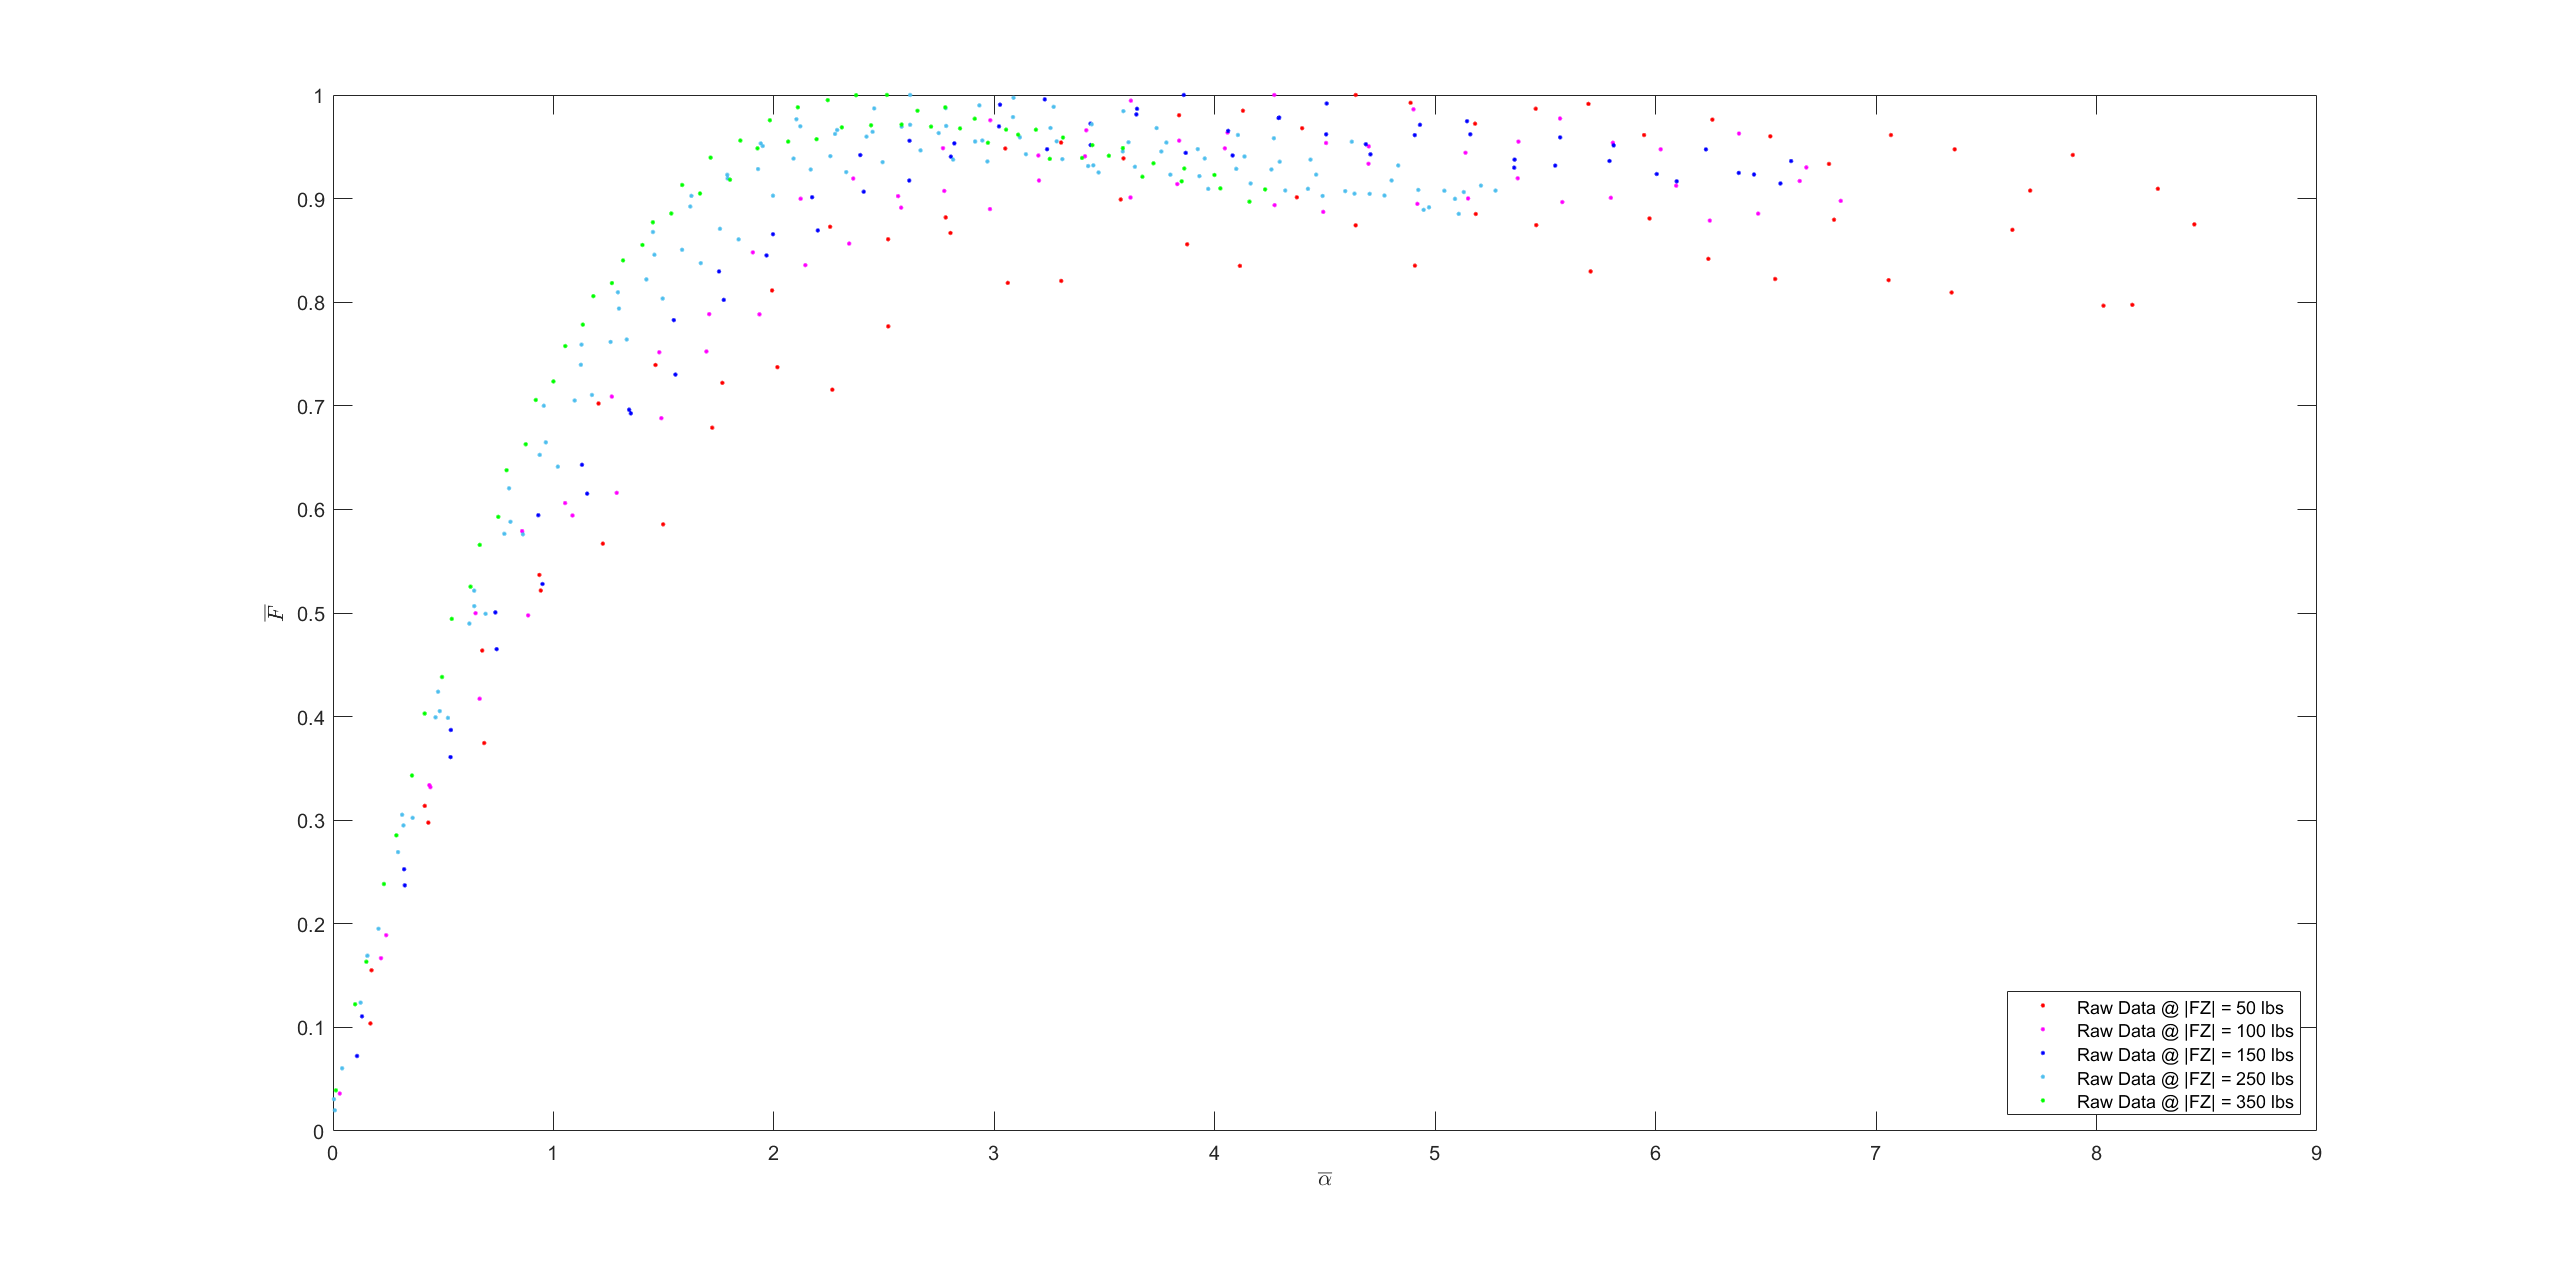 1
0.9
0.8
0.7
0.6
0.5
0.4
0.3
0.2
0.1
0
F̅
0 1 2 3 4 5 6 7 8 9
α̅
Raw Data @ |FZ| = 50 lbs
Raw Data @ |FZ| = 100 lbs
Raw Data @ |FZ| = 150 lbs
Raw Data @ |FZ| = 250 lbs
Raw Data @ |FZ| = 350 lbs